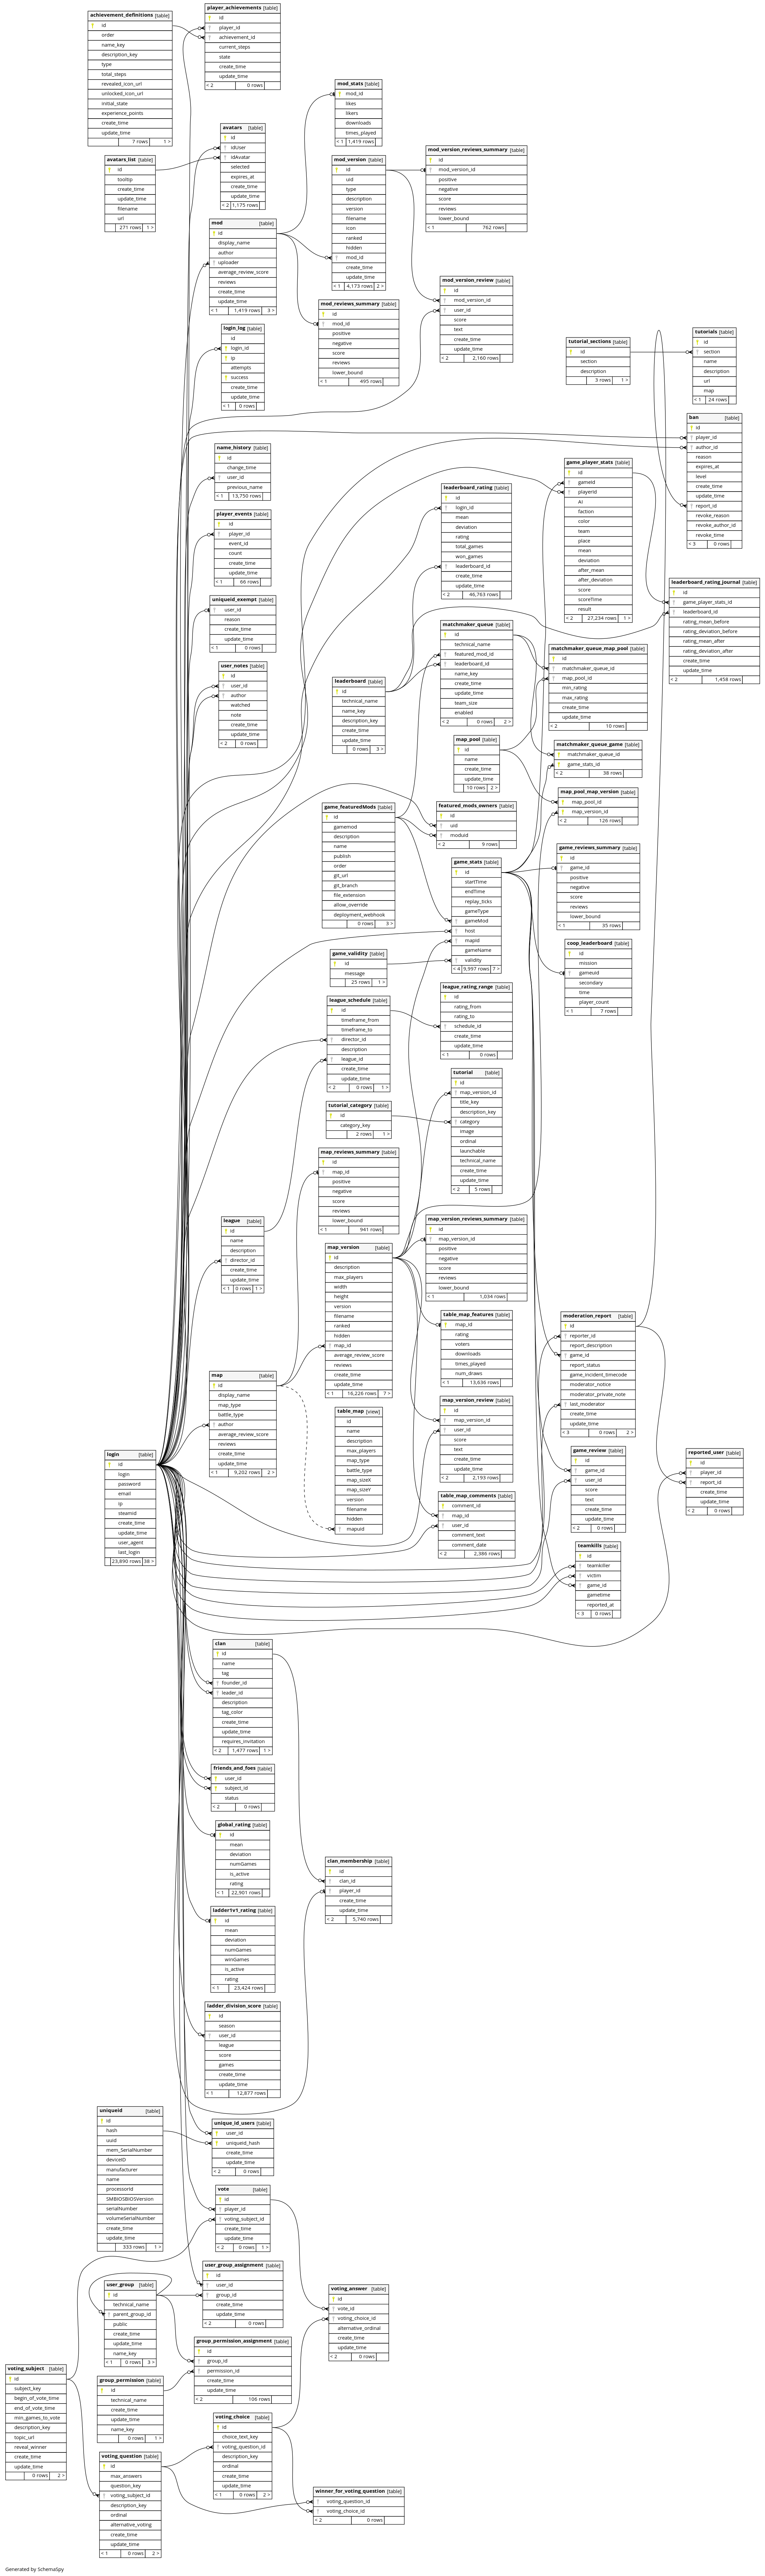 achievement_definitions [table]
id
order
name_key
description_key
type
total_steps
revealed_icon_url
unlocked_icon_url
initial_state
experience_points
create_time
update_time
7 rows 1 >
player_achievements [table]
id
player_id
achievement_id
current_steps
state
create_time
update_time
< 2 0 rows
mod_stats [table]
mod_id
likes
likers
downloads
times_played
< 1 1,419 rows
avatars [table]
id
idUser
idAvatar
selected
expires_at
create_time
update_time
< 2 1,175 rows
avatars_list [table]
id
tooltip
create_time
update_time
filename
url
271 rows 1 >
mod_version [table]
id
uid
type
description
version
filename
icon
ranked
hidden
mod_id
create_time
update_time
< 1 4,173 rows 2 >
mod_version_reviews_summary [table]
id
mod_version_id
positive
negative
score
reviews
lower_bound
< 1 762 rows
mod [table]
id
display_name
author
uploader
average_review_score
reviews
create_time
update_time
< 1 1,419 rows 3 >
mod_version_review [table]
id
mod_version_id
user_id
score
text
create_time
update_time
< 2 2,160 rows
mod_reviews_summary [table]
id
mod_id
positive
negative
score
reviews
lower_bound
< 1 495 rows
login_log [table]
id
login_id
ip
attempts
success
create_time
update_time
< 1 0 rows
tutorial_sections [table]
id
section
description
3 rows 1 >
tutorials [table]
id
section
name
description
url
map
< 1 24 rows
ban [table]
id
player_id
author_id
reason
expires_at
level
create_time
update_time
report_id
revoke_reason
revoke_author_id
revoke_time
< 3 0 rows
name_history [table]
id
change_time
user_id
previous_name
< 1 13,750 rows
game_player_stats [table]
id
gameId
playerId
AI
faction
color
team
place
mean
deviation
after_mean
after_deviation
score
scoreTime
result
< 2 27,234 rows 1 >
leaderboard_rating [table]
id
login_id
mean
deviation
rating
total_games
won_games
leaderboard_id
create_time
update_time
< 2 46,763 rows
player_events [table]
id
player_id
event_id
count
create_time
update_time
< 1 66 rows
leaderboard_rating_journal [table]
id
game_player_stats_id
leaderboard_id
rating_mean_before
rating_deviation_before
rating_mean_after
rating_deviation_after
create_time
update_time
< 2 1,458 rows
uniqueid_exempt [table]
user_id
reason
create_time
update_time
< 1 0 rows
matchmaker_queue [table]
id
technical_name
featured_mod_id
leaderboard_id
name_key
create_time
update_time
team_size
enabled
< 2 0 rows 2 >
matchmaker_queue_map_pool [table]
id
matchmaker_queue_id
map_pool_id
min_rating
max_rating
create_time
update_time
< 2 10 rows
user_notes [table]
id
user_id
author
watched
note
create_time
update_time
< 2 0 rows
leaderboard [table]
id
technical_name
name_key
description_key
create_time
update_time
0 rows 3 >
map_pool [table]
id
name
create_time
update_time
10 rows 2 >
matchmaker_queue_game [table]
matchmaker_queue_id
game_stats_id
< 2 38 rows
map_pool_map_version [table]
map_pool_id
map_version_id
< 2 126 rows
game_featuredMods [table]
id
gamemod
description
name
publish
order
git_url
git_branch
file_extension
allow_override
deployment_webhook
0 rows 3 >
featured_mods_owners [table]
id
uid
moduid
< 2 9 rows
game_reviews_summary [table]
id
game_id
positive
negative
score
reviews
lower_bound
< 1 35 rows
game_stats [table]
id
startTime
endTime
replay_ticks
gameType
gameMod
host
mapId
gameName
validity
< 4 9,997 rows 7 >
coop_leaderboard [table]
id
mission
gameuid
secondary
time
player_count
< 1 7 rows
game_validity [table]
id
message
25 rows 1 >
league_rating_range [table]
id
rating_from
rating_to
schedule_id
create_time
update_time
< 1 0 rows
league_schedule [table]
id
timeframe_from
timeframe_to
director_id
description
league_id
create_time
update_time
< 2 0 rows 1 >
tutorial [table]
id
map_version_id
title_key
description_key
category
image
ordinal
launchable
technical_name
create_time
update_time
< 2 5 rows
tutorial_category [table]
id
category_key
2 rows 1 >
map_reviews_summary [table]
id
map_id
positive
negative
score
reviews
lower_bound
< 1 941 rows
league [table]
id
name
description
director_id
create_time
update_time
< 1 0 rows 1 >
map_version_reviews_summary [table]
id
map_version_id
positive
negative
score
reviews
lower_bound
< 1 1,034 rows
map_version [table]
id
description
max_players
width
height
version
filename
ranked
hidden
map_id
average_review_score
reviews
create_time
update_time
< 1 16,226 rows 7 >
table_map_features [table]
map_id
rating
voters
downloads
times_played
num_draws
< 1 13,636 rows
moderation_report [table]
id
reporter_id
report_description
game_id
report_status
game_incident_timecode
moderator_notice
moderator_private_note
last_moderator
create_time
update_time
< 3 0 rows 2 >
map [table]
id
display_name
map_type
battle_type
author
average_review_score
reviews
create_time
update_time
< 1 9,202 rows 2 >
map_version_review [table]
id
map_version_id
user_id
score
text
create_time
update_time
< 2 2,193 rows
table_map [view]
id
name
description
max_players
map_type
battle_type
map_sizeX
map_sizeY
version
filename
hidden
mapuid
login [table]
id
login
password
email
ip
steamid
create_time
update_time
user_agent
last_login
23,890 rows 38 >
game_review [table]
id
game_id
user_id
score
text
create_time
update_time
< 2 0 rows
reported_user [table]
id
player_id
report_id
create_time
update_time
< 2 0 rows
table_map_comments [table]
comment_id
map_id
user_id
comment_text
comment_date
< 2 2,386 rows
teamkills [table]
id
teamkiller
victim
game_id
gametime
reported_at
< 3 0 rows
clan [table]
id
name
tag
founder_id
leader_id
description
tag_color
create_time
update_time
requires_invitation
< 2 1,477 rows 1 >
friends_and_foes [table]
user_id
subject_id
status
< 2 0 rows
global_rating [table]
id
mean
deviation
numGames
is_active
rating
< 1 22,901 rows
clan_membership [table]
id
clan_id
player_id
create_time
update_time
< 2 5,740 rows
ladder1v1_rating [table]
id
mean
deviation
numGames
winGames
is_active
rating
< 1 23,424 rows
ladder_division_score [table]
id
season
user_id
league
score
games
create_time
update_time
< 1 12,877 rows
uniqueid [table]
id
hash
uuid
mem_SerialNumber
deviceID
manufacturer
name
processorId
SMBIOSBIOSVersion
serialNumber
volumeSerialNumber
create_time
update_time
333 rows 1 >
unique_id_users [table]
user_id
uniqueid_hash
create_time
update_time
< 2 0 rows
vote [table]
id
player_id
voting_subject_id
create_time
update_time
< 2 0 rows 1 >
user_group_assignment [table]
id
user_id
group_id
create_time
update_time
< 2 0 rows
user_group [table]
id
technical_name
parent_group_id
public
create_time
update_time
name_key
< 1 0 rows 3 >
voting_answer [table]
id
vote_id
voting_choice_id
alternative_ordinal
create_time
update_time
< 2 0 rows
group_permission_assignment [table]
id
group_id
permission_id
create_time
update_time
< 2 106 rows
voting_subject [table]
id
subject_key
begin_of_vote_time
end_of_vote_time
min_games_to_vote
description_key
topic_url
reveal_winner
create_time
update_time
0 rows 2 >
group_permission [table]
id
technical_name
create_time
update_time
name_key
0 rows 1 >
voting_choice [table]
id
choice_text_key
voting_question_id
description_key
ordinal
create_time
update_time
< 1 0 rows 2 >
voting_question [table]
id
max_answers
question_key
voting_subject_id
description_key
ordinal
alternative_voting
create_time
update_time
< 1 0 rows 2 >
winner_for_voting_question [table]
voting_question_id
voting_choice_id
< 2 0 rows
Generated by SchemaSpy